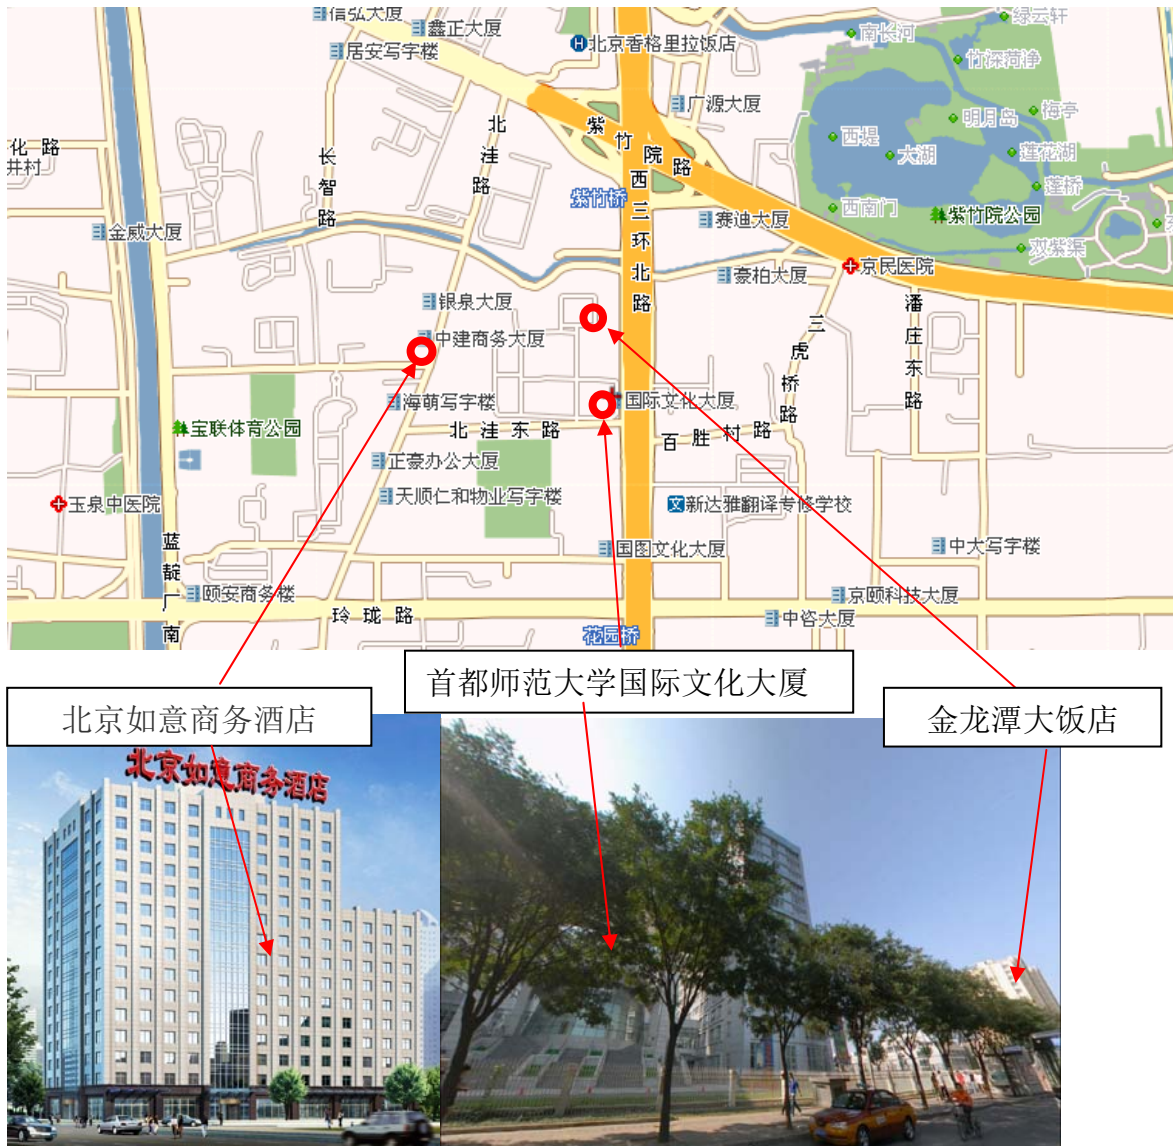 信弘大厦
鑫正大厦
居安写字楼
北京香格里拉饭店
南长河
绿云轩
竹深荷净
广源大厦
明月岛
梅亭
西堤
大湖
莲花湖
莲桥
化路
井村
长智路
北洼路
紫竹院路
紫竹桥
西三环北路
西南门
紫竹院公园
双紫渠
金威大厦
赛迪大厦
豪柏大厦
京民医院
银泉大厦
中建商务大厦
三虎桥路
潘庄东路
海萌写字楼
国际文化大厦
宝联体育公园
北洼东路
百胜村路
正豪办公大厦
天顺仁和物业写字楼
玉泉中医院
新达雅翻译专修学校
蓝靛厂南
国图文化大厦
中大写字楼
颐安商务楼
玲珑路
京颐科技大厦
中咨大厦
花园桥
首都师范大学国际文化大厦
北京如意商务酒店
金龙潭大饭店
北京如意商务酒店